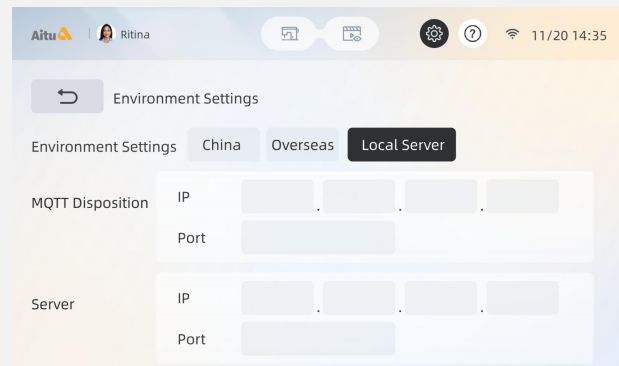 Aitu Ritina 11/20 14:35
Environment Settings
Environment Settings China Overseas Local Server
MQTT Disposition IP . . .
Port
Server IP . . .
Port